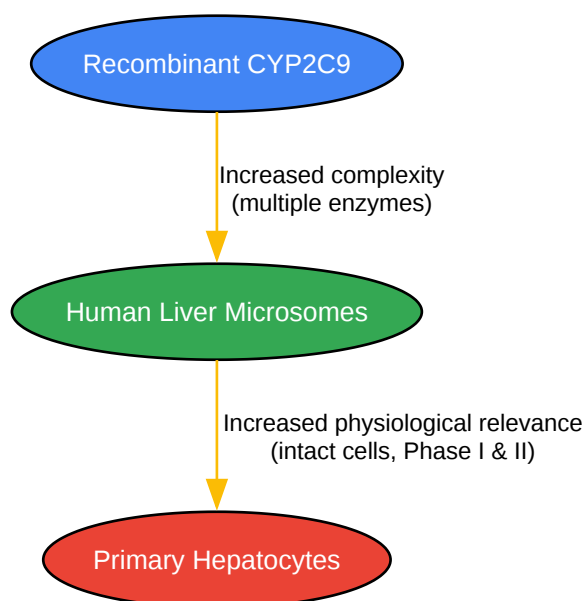 Recombinant CYP2C9
Increased complexity
(multiple enzymes)
Human Liver Microsomes
Increased physiological relevance
(intact cells, Phase I & II)
Primary Hepatocytes